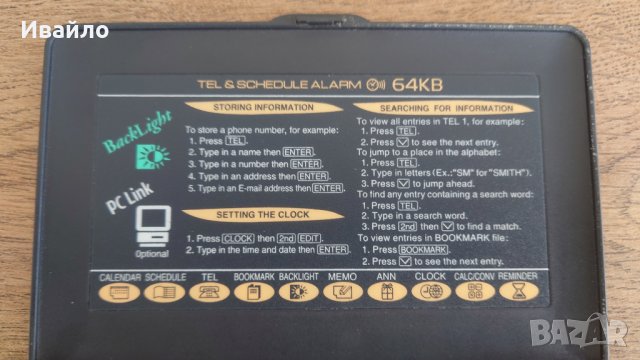 Ивайло
TEL & SCHEDULE ALARM 64KB
STORING INFORMATION
To store a phone number, for example:
1. Press TEL.
2. Type in a name then ENTER.
3. Type in a number then ENTER.
4. Type in an address then ENTER.
5. Type in an E-mail address then ENTER.
SETTING THE CLOCK
1. Press CLOCK then 2nd EDIT.
2. Type in the time and date then ENTER.
SEARCHING FOR INFORMATION
To view all entries in TEL 1, for example:
1. Press TEL.
2. Press to see the next entry.
To jump to a place in the alphabet:
1. Press TEL.
2. Type in letters (Ex.:"SM" for "SMITH").
3. Press to jump ahead.
To find any entry containing a search word:
1. Press TEL.
2. Type in a search word.
3. Press 2nd then to find a match.
To view entries in BOOKMARK file:
1. Press BOOKMARK.
2. Press to see the next entry.
BackLight
PC Link
Optional
CALENDAR SCHEDULE TEL BOOKMARK BACKLIGHT MEMO ANN CLOCK CALC/CONV REMINDER
BAZAR